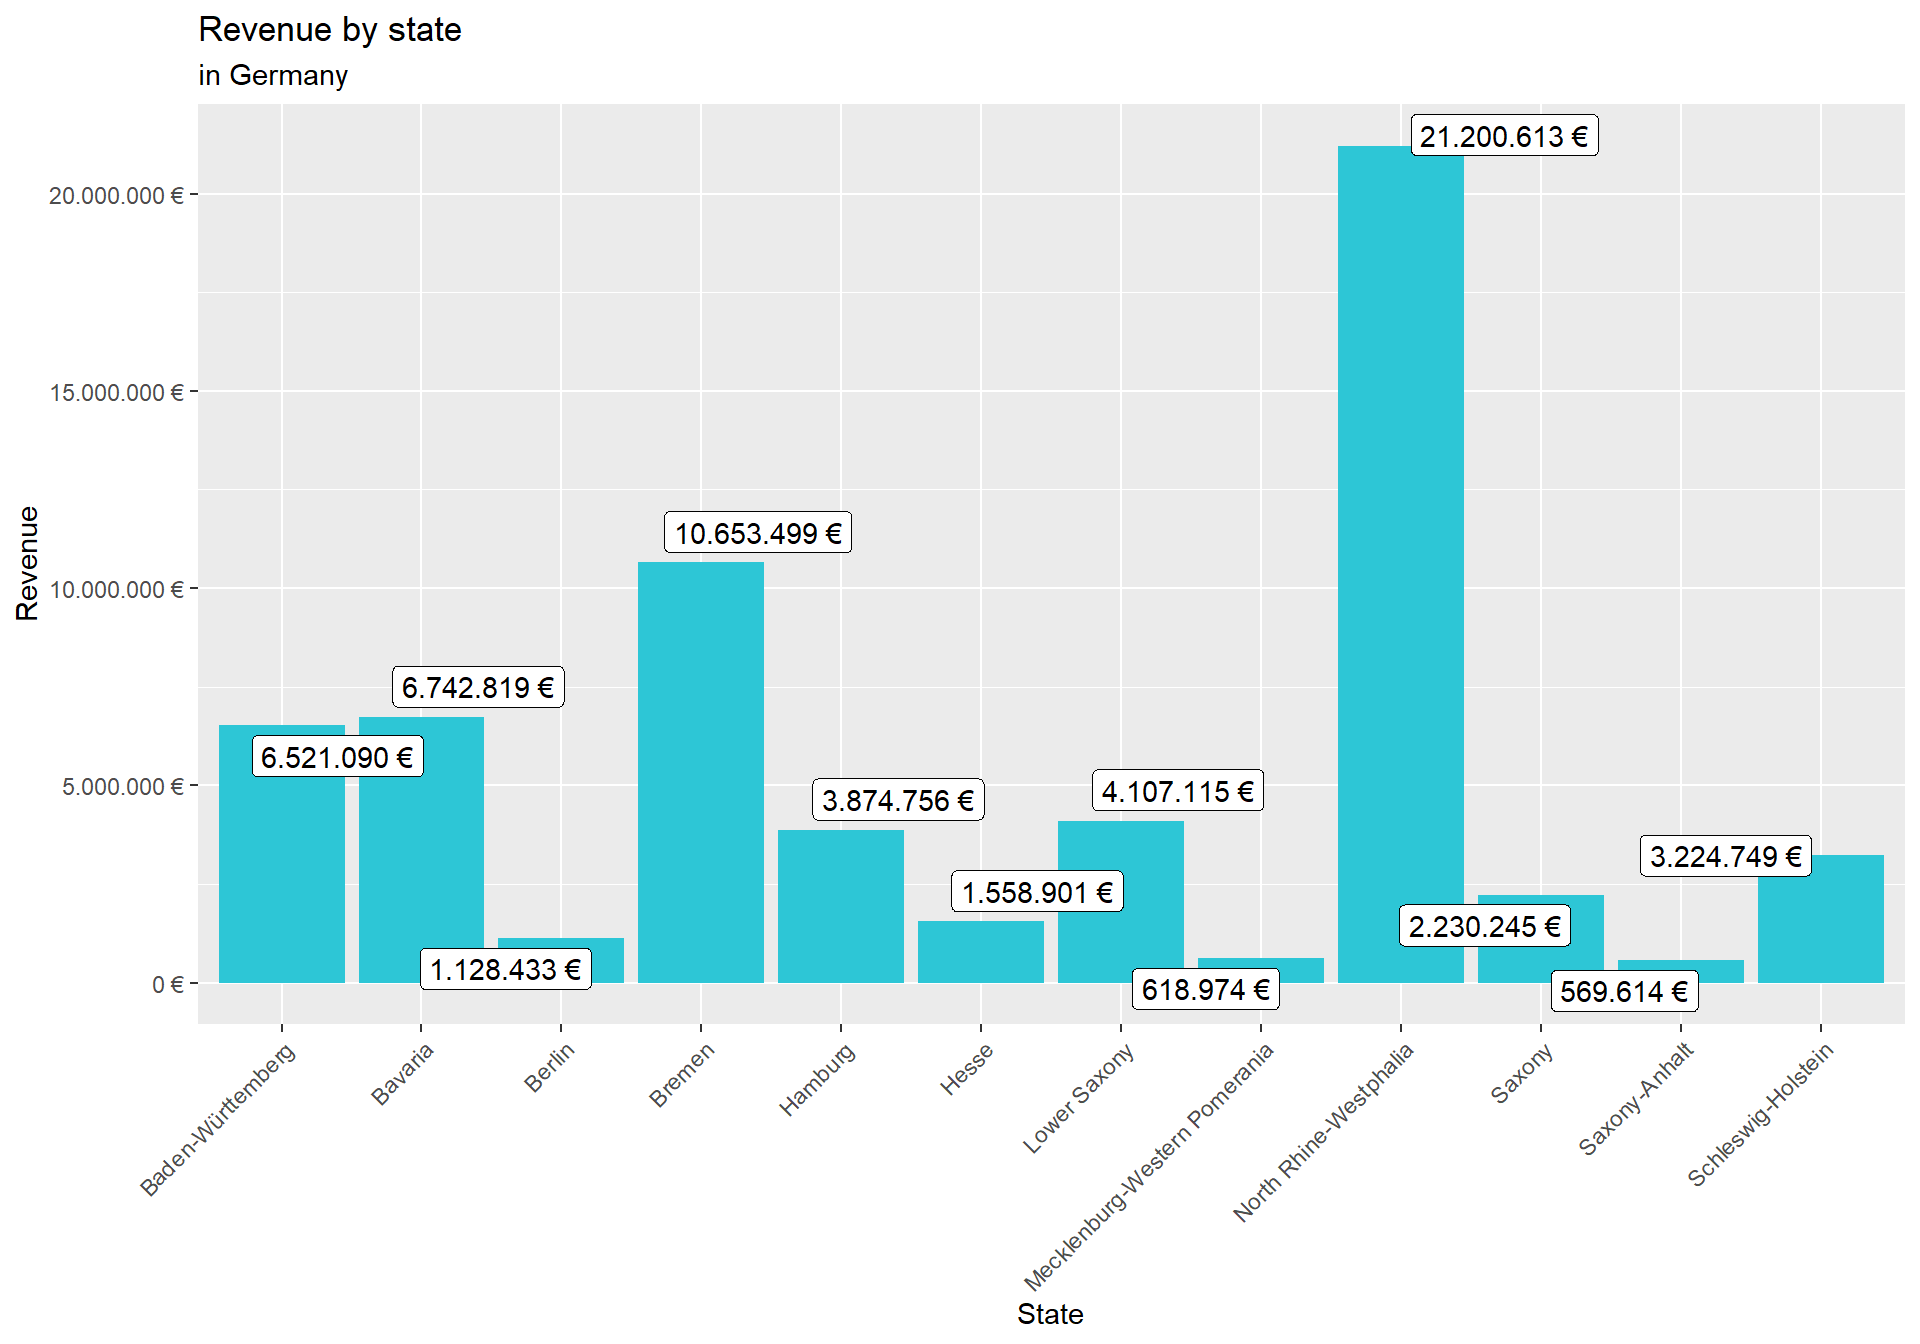 Revenue by state
in Germany
Revenue
20.000.000 €
15.000.000 €
10.000.000 €
5.000.000 €
0 €
6.521.090 €
6.742.819 €
1.128.433 €
10.653.499 €
3.874.756 €
1.558.901 €
4.107.115 €
618.974 €
21.200.613 €
2.230.245 €
569.614 €
3.224.749 €
Baden-Württemberg
Bavaria
Berlin
Bremen
Hamburg
Hesse
Lower Saxony
Mecklenburg-Western Pomerania
North Rhine-Westphalia
Saxony
Saxony-Anhalt
Schleswig-Holstein
State